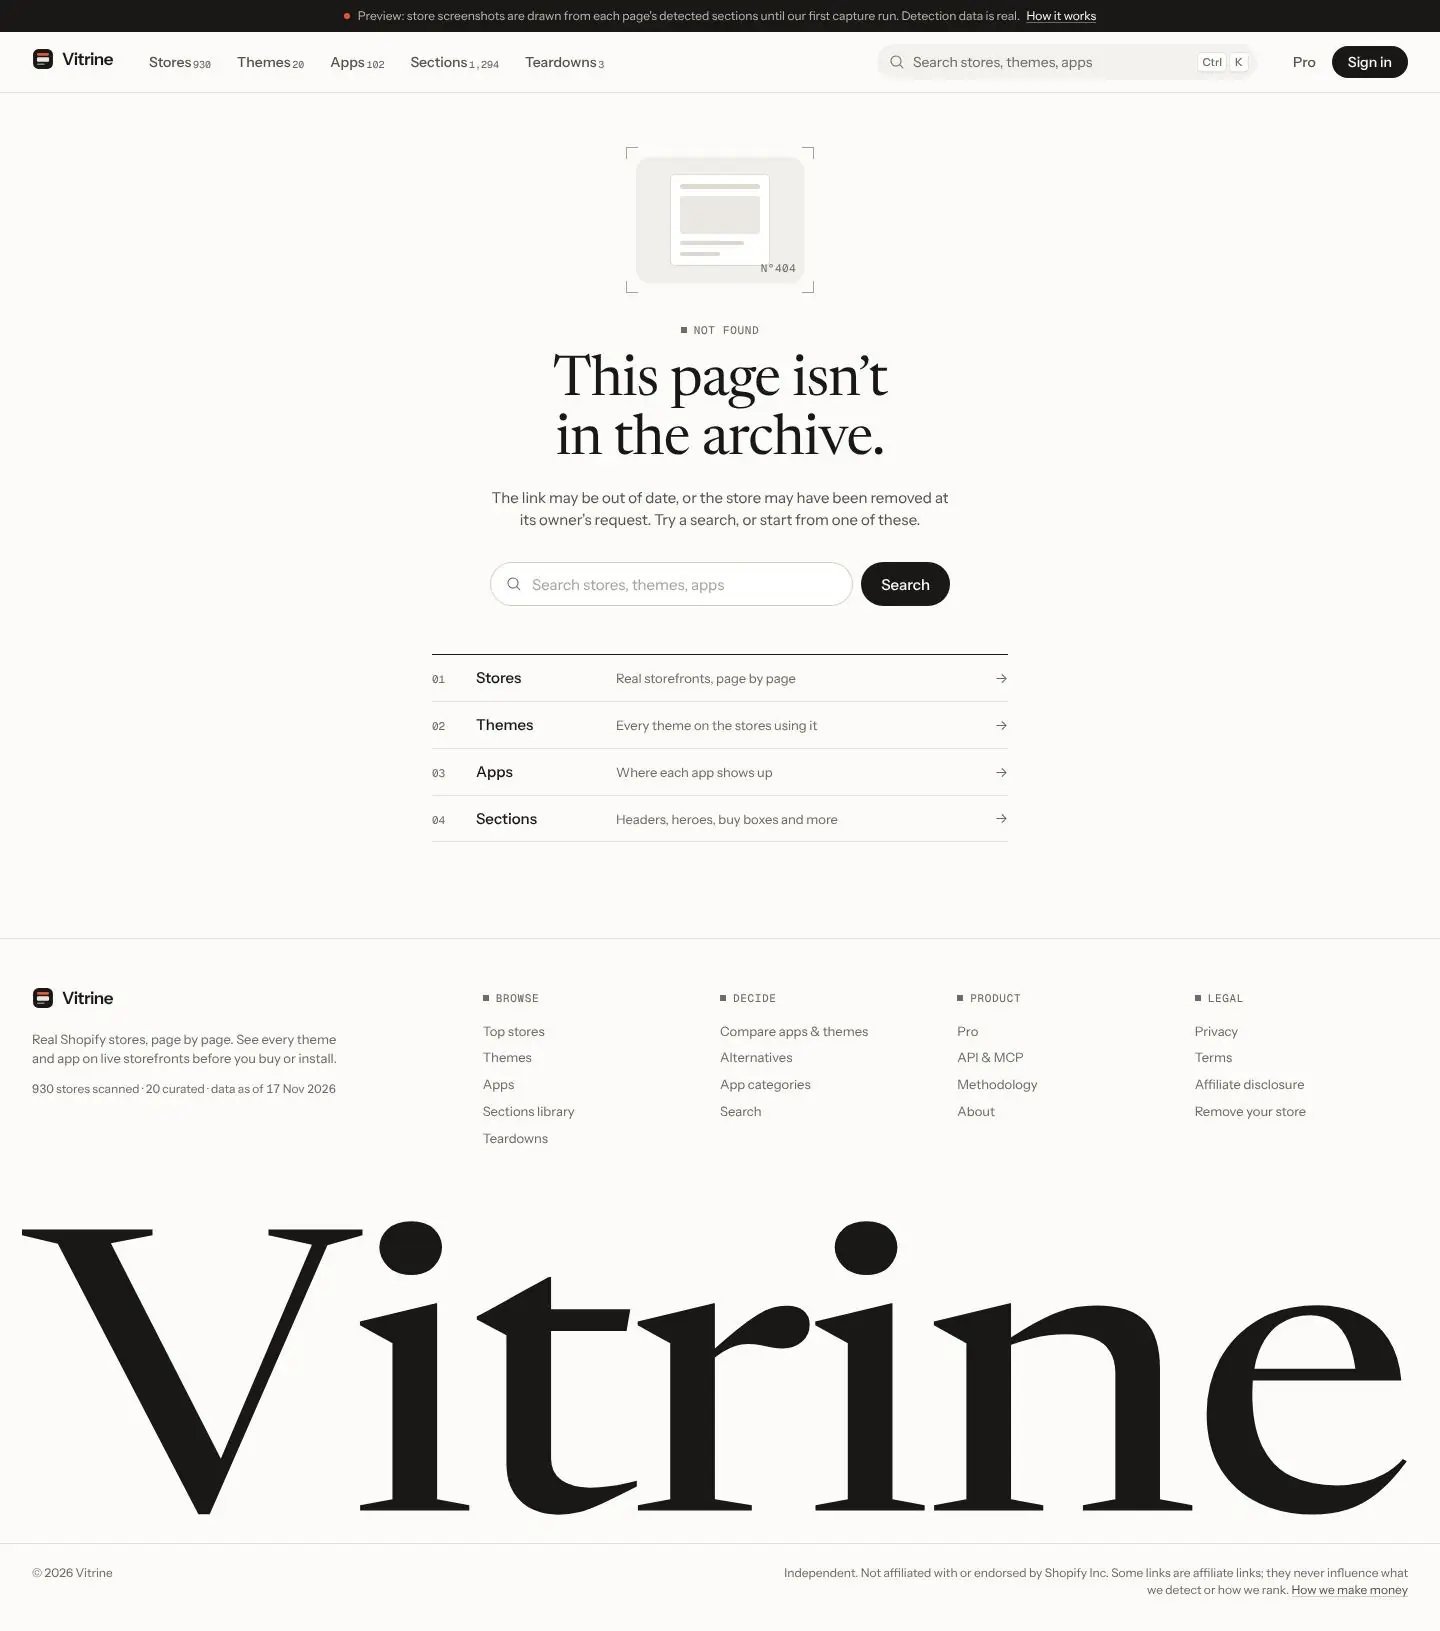 Preview: store screenshots are drawn from each page's detected sections until our first capture run. Detection data is real. How it works
Vitrine
Stores 930
Themes 20
Apps 102
Sections 1,294
Teardowns 3
Search stores, themes, apps
Ctrl K
Pro
Sign in
N°404
NOT FOUND
This page isn’t
in the archive.
The link may be out of date, or the store may have been removed at
its owner's request. Try a search, or start from one of these.
Search stores, themes, apps
Search
01 Stores Real storefronts, page by page →
02 Themes Every theme on the stores using it →
03 Apps Where each app shows up →
04 Sections Headers, heroes, buy boxes and more →
Vitrine
Real Shopify stores, page by page. See every theme
and app on live storefronts before you buy or install.
930 stores scanned · 20 curated · data as of 17 Nov 2026
BROWSE
Top stores
Themes
Apps
Sections library
Teardowns
DECIDE
Compare apps & themes
Alternatives
App categories
Search
PRODUCT
Pro
API & MCP
Methodology
About
LEGAL
Privacy
Terms
Affiliate disclosure
Remove your store
Vitrine
© 2026 Vitrine
Independent. Not affiliated with or endorsed by Shopify Inc. Some links are affiliate links; they never influence what
we detect or how we rank. How we make money